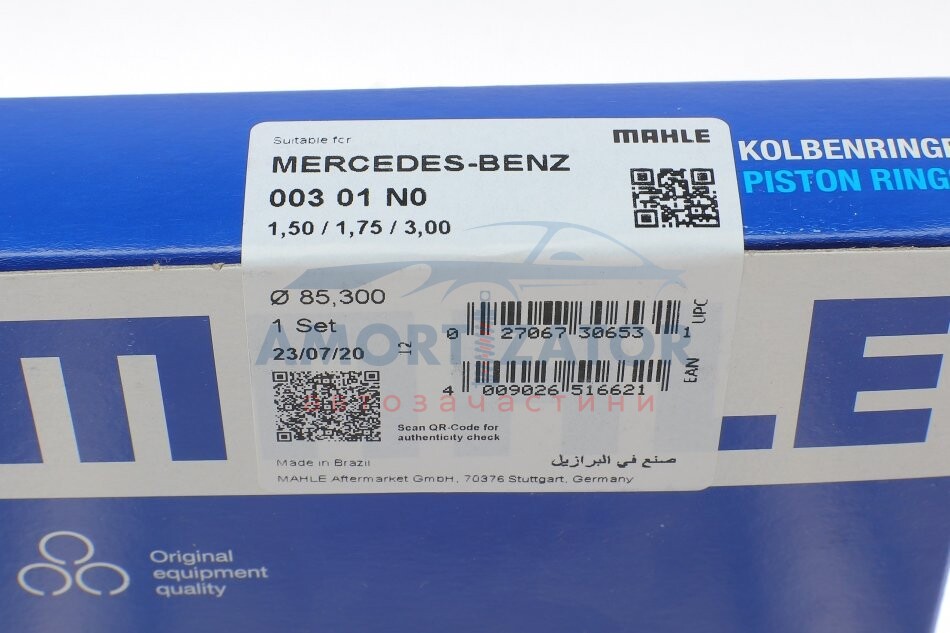 Suitable for
MAHLE
MERCEDES-BENZ
003 01 N0
1,50 / 1,75 / 3,00
KOLBENRINGE
PISTON RINGS
Ø 85,300
1 Set
23/07/20
12
0 27067 30653 1
UPC
4 009026 516621
EAN
AMORTIZATOR
автозапчастини
Scan QR-Code for
authenticity check
Made in Brazil
صنع في البرازيل
MAHLE Aftermarket GmbH, 70376 Stuttgart, Germany
Original
equipment
quality